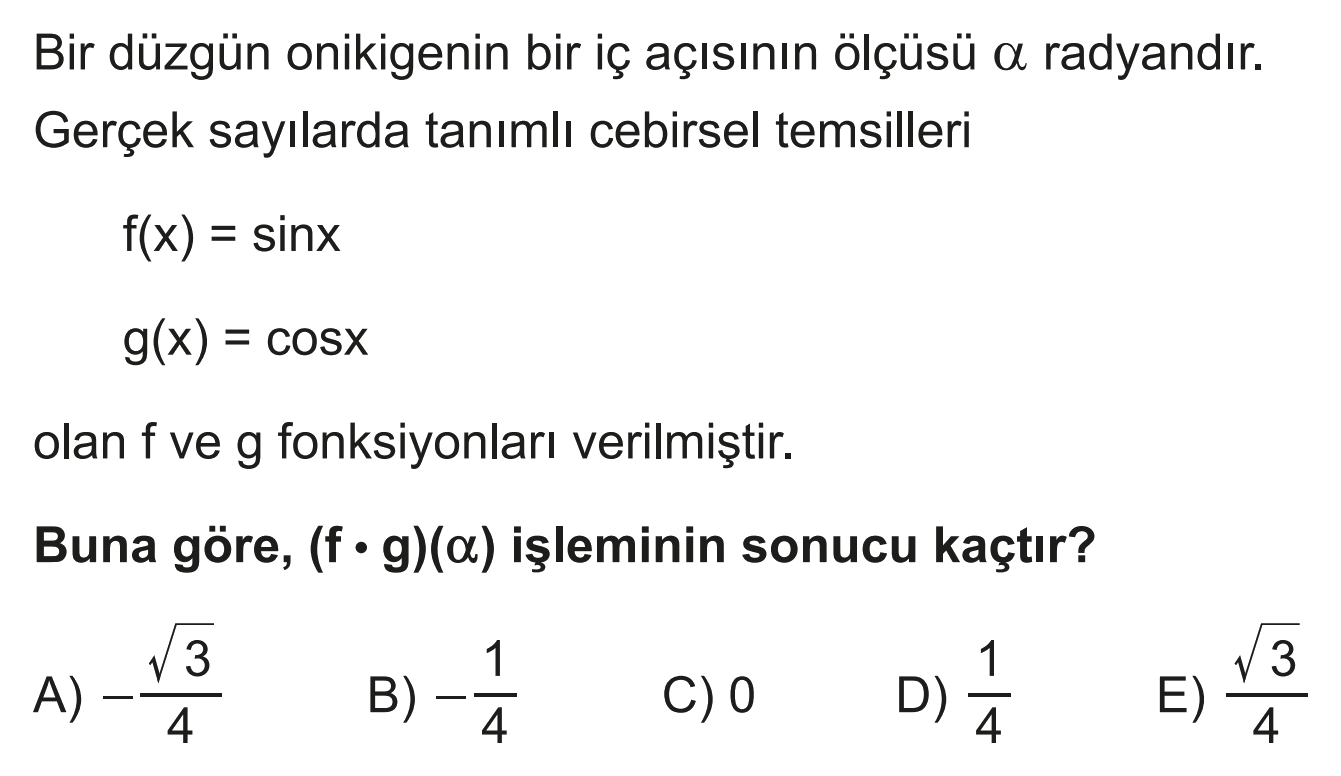 Bir düzgün onikigenin bir iç açısının ölçüsü α radyandır.
Gerçek sayılarda tanımlı cebirsel temsilleri
f(x) = sinx
g(x) = cosx
olan f ve g fonksiyonları verilmiştir.
Buna göre, (f • g)(α) işleminin sonucu kaçtır?
A) −√3/4 B) −1/4 C) 0 D) 1/4 E) √3/4